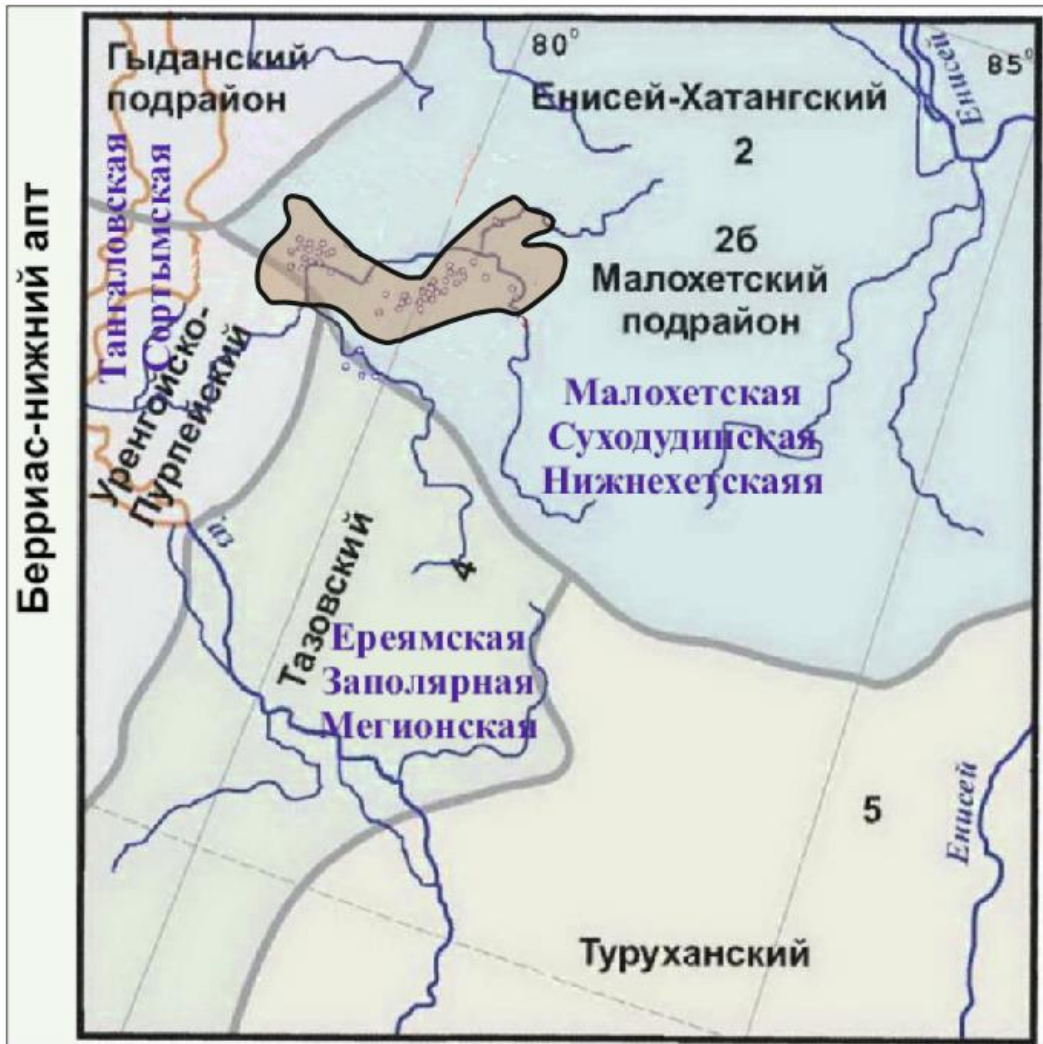 Берриас-нижний апт
Гыданский
подрайон
80°
85°
Енисей
Енисей-Хатангский
2
2б
Малохетский
подрайон
Тангаловская
Сортымская
Уренгойско-
Пурпейский
Малохетская
Суходудинская
Нижнехетскаяя
Таз
Тазовский
4
Ереямская
Заполярная
Мегионская
5
Енисей
Туруханский